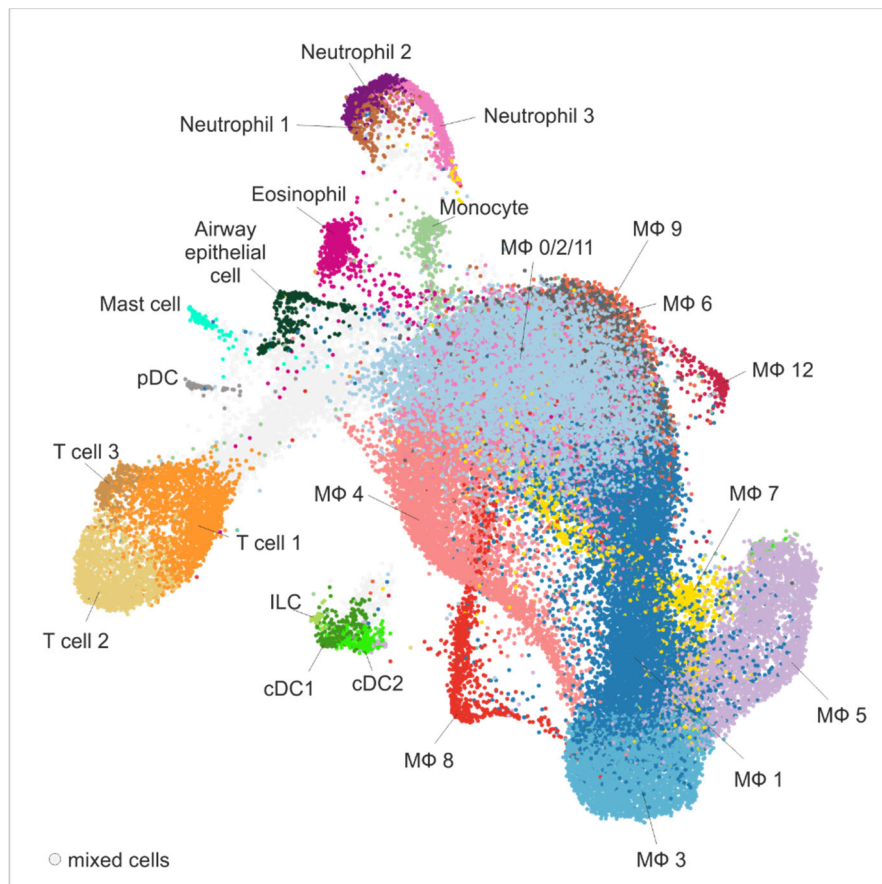 Neutrophil 2
Neutrophil 1
Neutrophil 3
Eosinophil
Monocyte
Airway
epithelial
cell
MΦ 0/2/11
MΦ 9
MΦ 6
Mast cell
MΦ 12
pDC
T cell 3
MΦ 4
MΦ 7
T cell 1
ILC
T cell 2
cDC1
cDC2
MΦ 5
MΦ 8
MΦ 1
MΦ 3
mixed cells